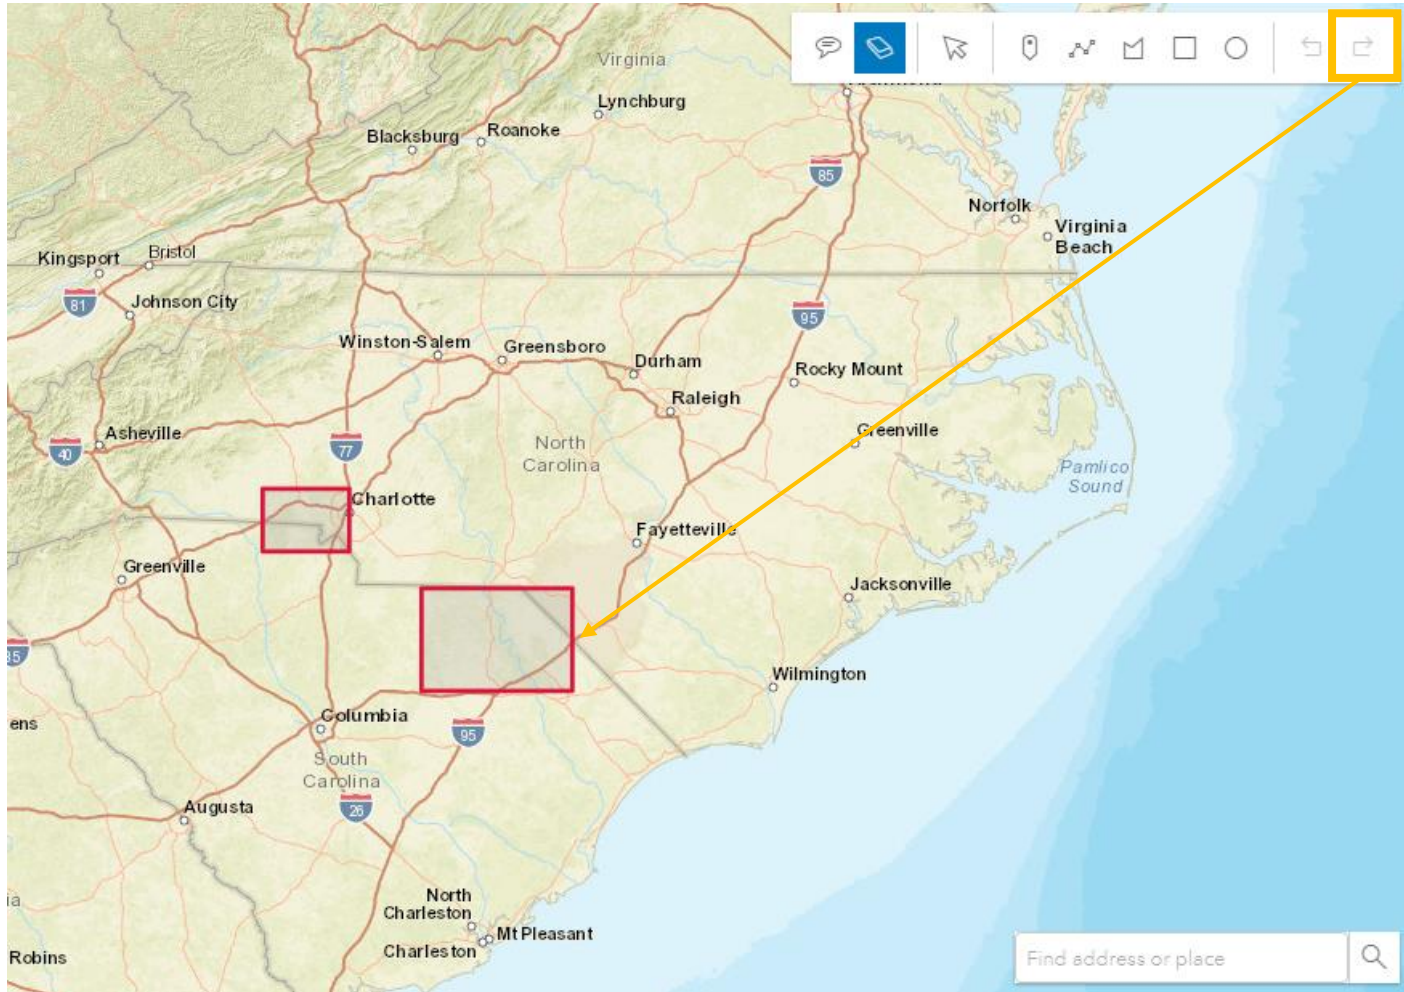 Virginia
Lynchburg
Blacksburg
Roanoke
85
Norfolk
Virginia
Beach
Kingsport
Bristol
81
Johnson City
95
Winston-Salem
Greensboro
Durham
Rocky Mount
Raleigh
Asheville
40
77
North
Carolina
Greenville
Pamlico
Sound
Charlotte
Fayetteville
Greenville
Jacksonville
Wilmington
Columbia
95
South
Carolina
26
Augusta
North
Charleston
Mt Pleasant
Charleston
Robins
Find address or place